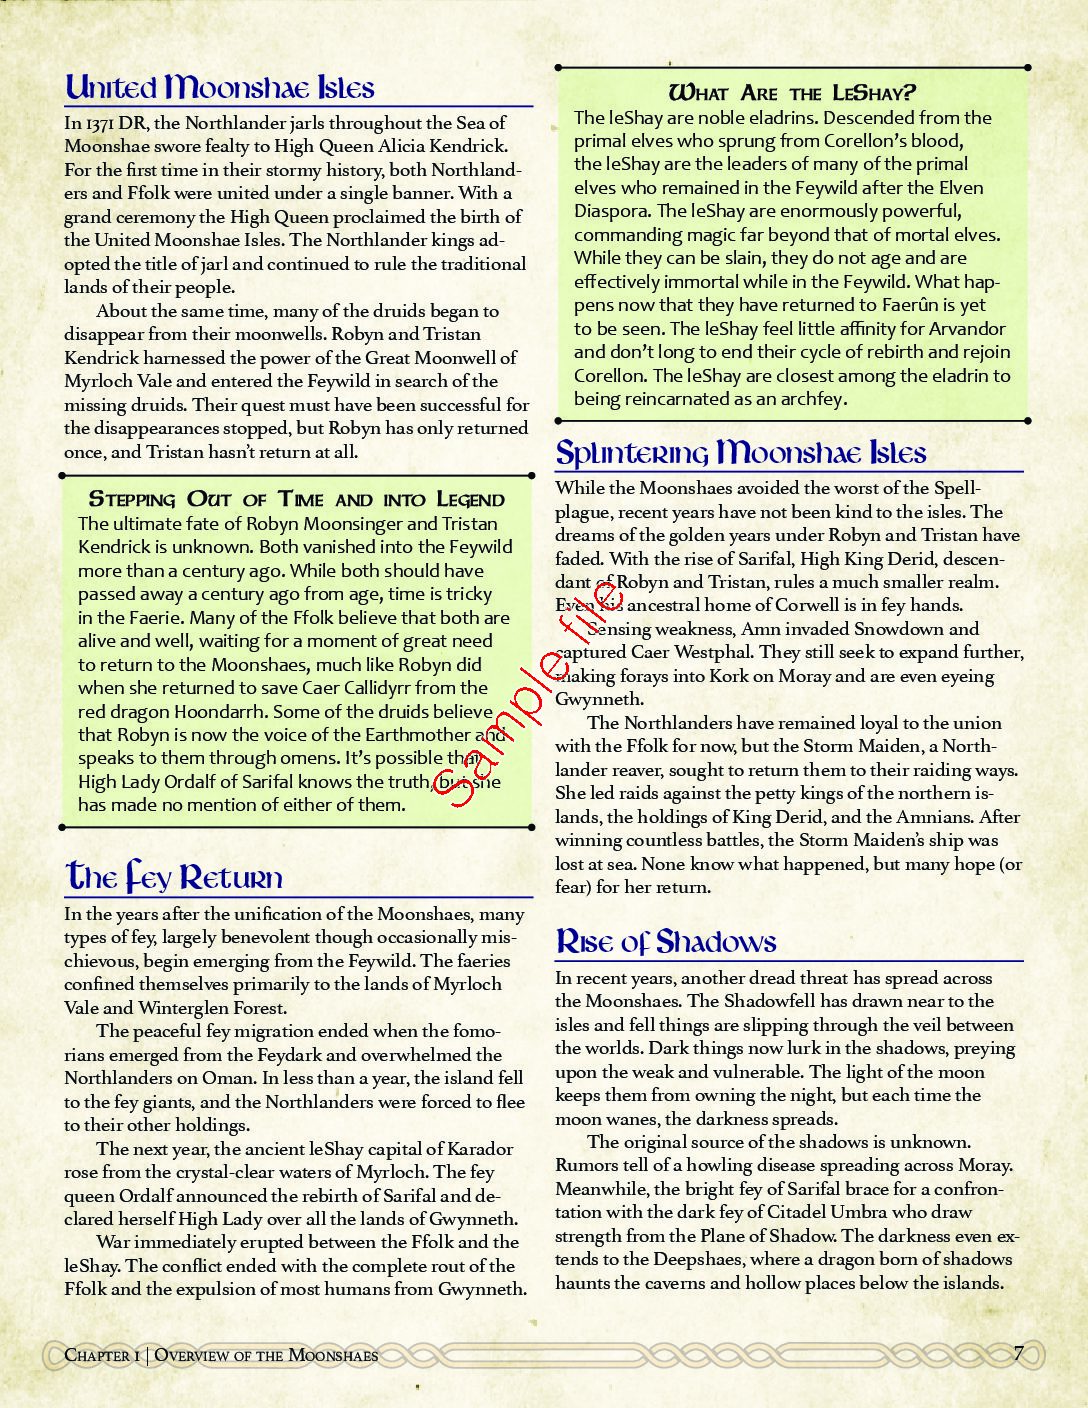 United Moonshae Isles
In 1371 DR, the Northlander jarls throughout the Sea of
Moonshae swore fealty to High Queen Alicia Kendrick.
For the first time in their stormy history, both Northland-
ers and Ffolk were united under a single banner. With a
grand ceremony the High Queen proclaimed the birth of
the United Moonshae Isles. The Northlander kings ad-
opted the title of jarl and continued to rule the traditional
lands of their people.
About the same time, many of the druids began to
disappear from their moonwells. Robyn and Tristan
Kendrick harnessed the power of the Great Moonwell of
Myrloch Vale and entered the Feywild in search of the
missing druids. Their quest must have been successful for
the disappearances stopped, but Robyn has only returned
once, and Tristan hasn't return at all.
Stepping Out of Time and into Legend
The ultimate fate of Robyn Moonsinger and Tristan
Kendrick is unknown. Both vanished into the Feywild
more than a century ago. While both should have
passed away a century ago from age, time is tricky
in the Faerie. Many of the Ffolk believe that both are
alive and well, waiting for a moment of great need
to return to the Moonshaes, much like Robyn did
when she returned to save Caer Callidyrr from the
red dragon Hoondarrh. Some of the druids believe
that Robyn is now the voice of the Earthmother and
speaks to them through omens. It's possible that
High Lady Ordalf of Sarifal knows the truth, but she
has made no mention of either of them.
The Fey Return
In the years after the unification of the Moonshaes, many
types of fey, largely benevolent though occasionally mis-
chievous, begin emerging from the Feywild. The faeries
confined themselves primarily to the lands of Myrloch
Vale and Winterglen Forest.
The peaceful fey migration ended when the fomo-
rians emerged from the Feydark and overwhelmed the
Northlanders on Oman. In less than a year, the island fell
to the fey giants, and the Northlanders were forced to flee
to their other holdings.
The next year, the ancient leShay capital of Karador
rose from the crystal-clear waters of Myrloch. The fey
queen Ordalf announced the rebirth of Sarifal and de-
clared herself High Lady over all the lands of Gwynneth.
War immediately erupted between the Ffolk and the
leShay. The conflict ended with the complete rout of the
Ffolk and the expulsion of most humans from Gwynneth.
What Are the LeShay?
The leShay are noble eladrins. Descended from the
primal elves who sprung from Corellon's blood,
the leShay are the leaders of many of the primal
elves who remained in the Feywild after the Elven
Diaspora. The leShay are enormously powerful,
commanding magic far beyond that of mortal elves.
While they can be slain, they do not age and are
effectively immortal while in the Feywild. What hap-
pens now that they have returned to Faerûn is yet
to be seen. The leShay feel little affinity for Arvandor
and don't long to end their cycle of rebirth and rejoin
Corellon. The leShay are closest among the eladrin to
being reincarnated as an archfey.
Splintering Moonshae Isles
While the Moonshaes avoided the worst of the Spell-
plague, recent years have not been kind to the isles. The
dreams of the golden years under Robyn and Tristan have
faded. With the rise of Sarifal, High King Derid, descen-
dant of Robyn and Tristan, rules a much smaller realm.
Even his ancestral home of Corwell is in fey hands.
Sensing weakness, Amn invaded Snowdown and
captured Caer Westphal. They still seek to expand further,
making forays into Kork on Moray and are even eyeing
Gwynneth.
The Northlanders have remained loyal to the union
with the Ffolk for now, but the Storm Maiden, a North-
lander reaver, sought to return them to their raiding ways.
She led raids against the petty kings of the northern is-
lands, the holdings of King Derid, and the Amnians. After
winning countless battles, the Storm Maiden's ship was
lost at sea. None know what happened, but many hope (or
fear) for her return.
Rise of Shadows
In recent years, another dread threat has spread across
the Moonshaes. The Shadowfell has drawn near to the
isles and fell things are slipping through the veil between
the worlds. Dark things now lurk in the shadows, preying
upon the weak and vulnerable. The light of the moon
keeps them from owning the night, but each time the
moon wanes, the darkness spreads.
The original source of the shadows is unknown.
Rumors tell of a howling disease spreading across Moray.
Meanwhile, the bright fey of Sarifal brace for a confron-
tation with the dark fey of Citadel Umbra who draw
strength from the Plane of Shadow. The darkness even ex-
tends to the Deepshaes, where a dragon born of shadows
haunts the caverns and hollow places below the islands.
Sample file
Chapter 1 | Overview of the Moonshaes
7